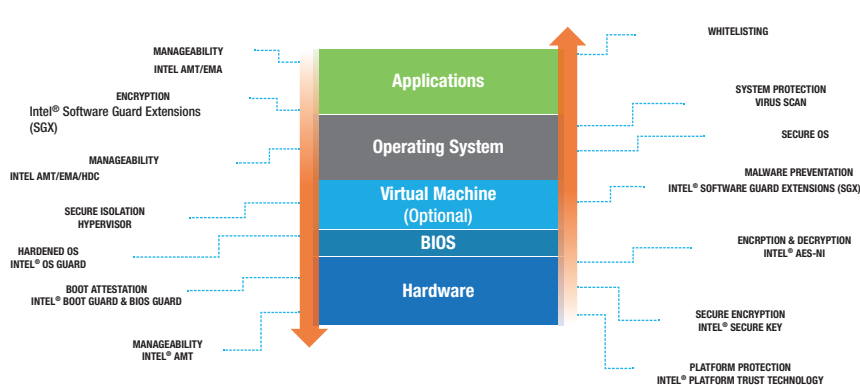 MANAGEABILITY
INTEL AMT/EMA
ENCRYPTION
Intel® Software Guard Extensions
(SGX)
MANAGEABILITY
INTEL AMT/EMA/HDC
SECURE ISOLATION
HYPERVISOR
HARDENED OS
INTEL® OS GUARD
BOOT ATTESTATION
INTEL® BOOT GUARD & BIOS GUARD
MANAGEABILITY
INTEL® AMT
Applications
Operating System
Virtual Machine
(Optional)
BIOS
Hardware
WHITELISTING
SYSTEM PROTECTION
VIRUS SCAN
SECURE OS
MALWARE PREVENTATION
INTEL® SOFTWARE GUARD EXTENSIONS (SGX)
ENCRPTION & DECRYPTION
INTEL® AES-NI
SECURE ENCRYPTION
INTEL® SECURE KEY
PLATFORM PROTECTION
INTEL® PLATFORM TRUST TECHNOLOGY